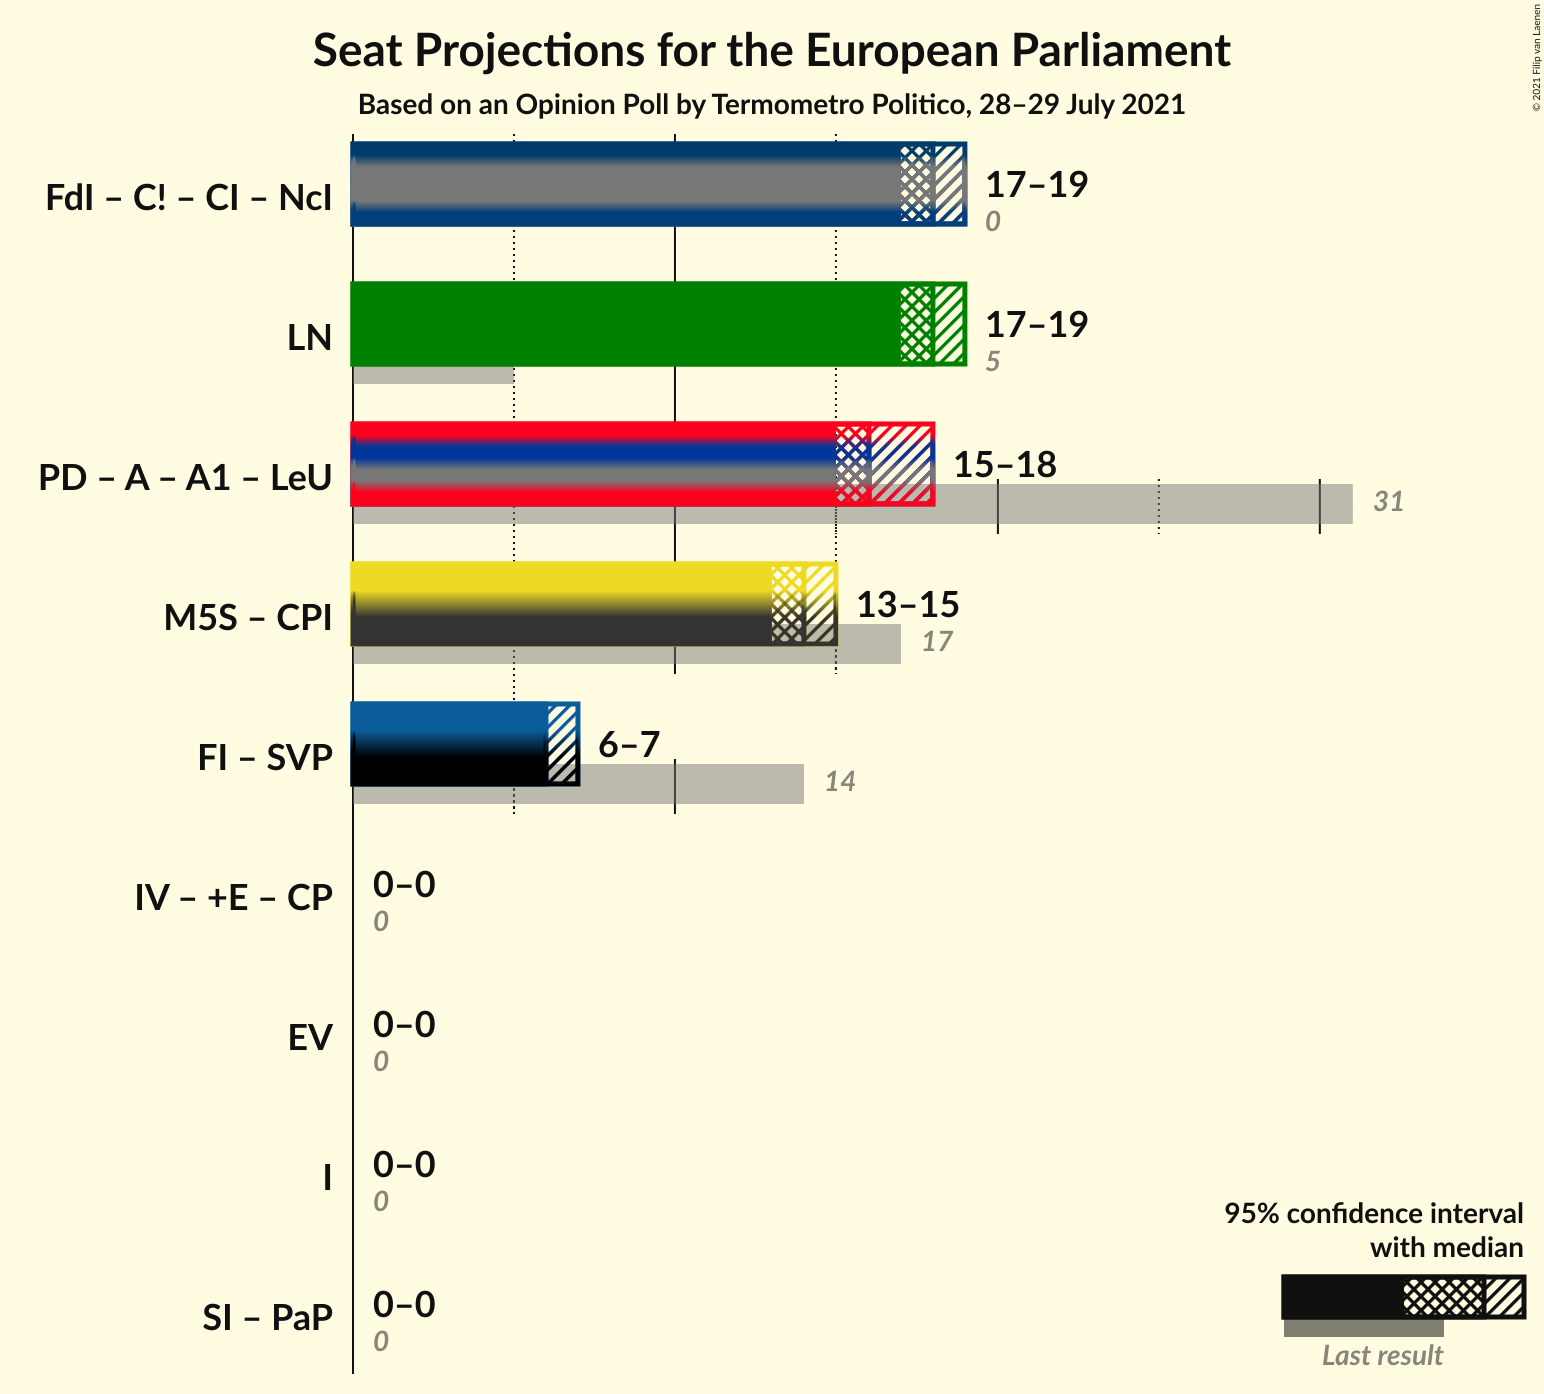 Seat Projections for the European Parliament
Based on an Opinion Poll by Termometro Politico, 28–29 July 2021
© 2021 Filip van Laenen
FdI – C! – CI – NcI
17–19
0
LN
17–19
5
PD – A – A1 – LeU
15–18
31
M5S – CPI
13–15
17
FI – SVP
6–7
14
IV – +E – CP
0–0
0
EV
0–0
0
I
0–0
0
SI – PaP
0–0
0
95% confidence interval
with median
Last result